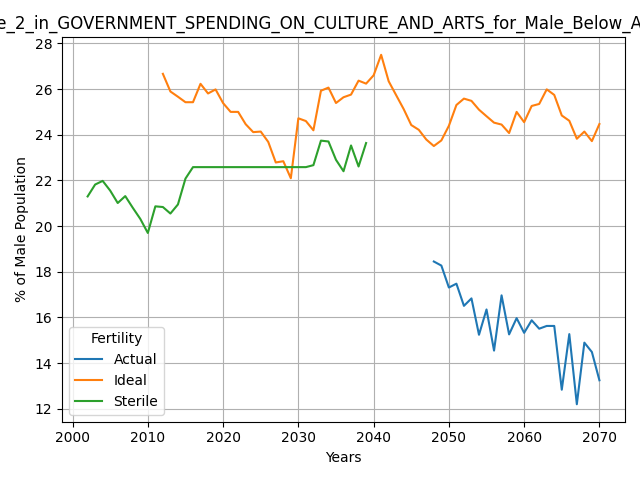 e_2_in_GOVERNMENT_SPENDING_ON_CULTURE_AND_ARTS_for_Male_Below_A
28
26
24
22
20
18
16
14
12
% of Male Population
Fertility
Actual
Ideal
Sterile
2000 2010 2020 2030 2040 2050 2060 2070
Years